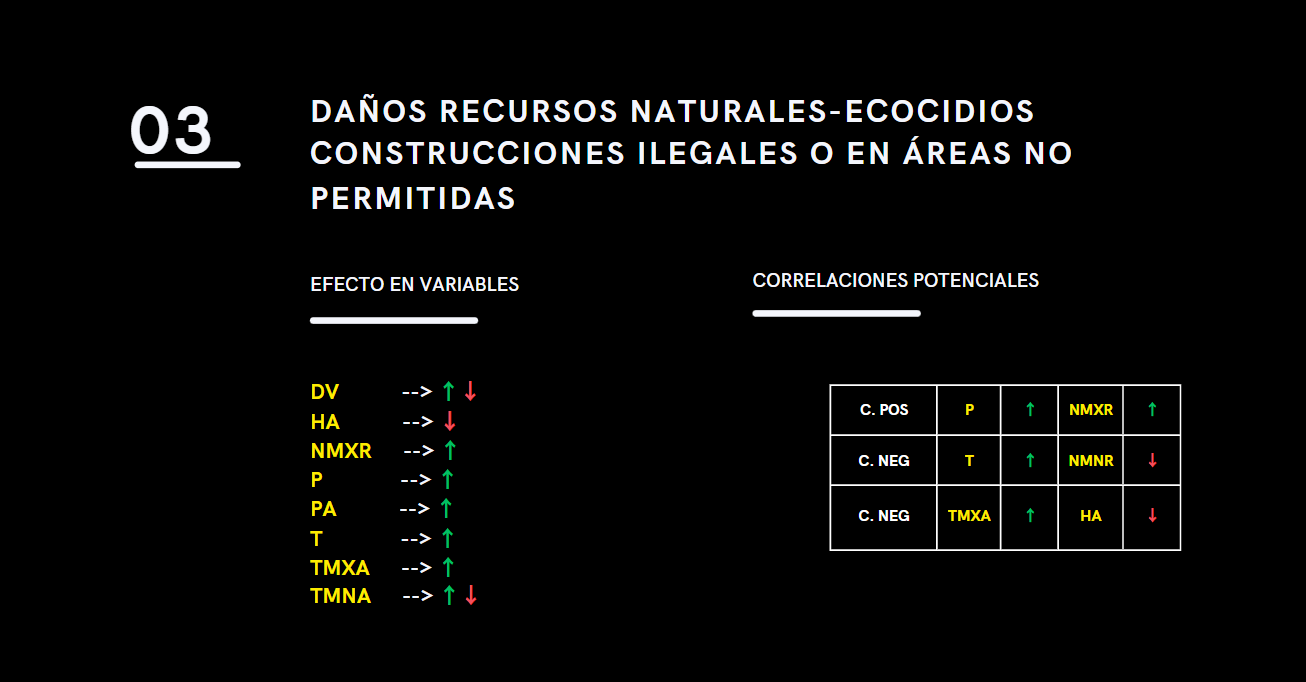 03
DAÑOS RECURSOS NATURALES-ECOCIDIOS
CONSTRUCCIONES ILEGALES O EN ÁREAS NO
PERMITIDAS
EFECTO EN VARIABLES
DV --> ↑ ↓
HA --> ↓
NMXR --> ↑
P --> ↑
PA --> ↑
T --> ↑
TMXA --> ↑
TMNA --> ↑ ↓
CORRELACIONES POTENCIALES
C. POS P ↑ NMXR ↑
C. NEG T ↑ NMNR ↓
C. NEG TMXA ↑ HA ↓